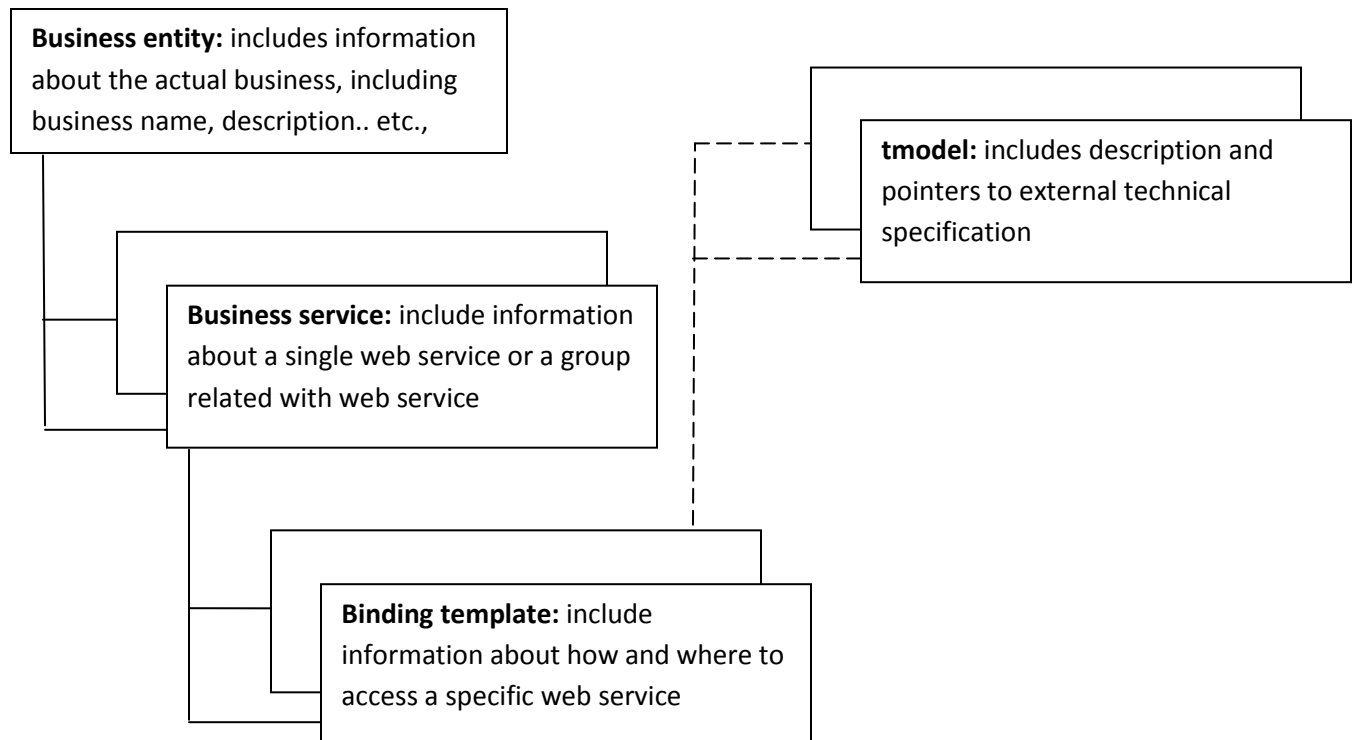 Business entity: includes information
about the actual business, including
business name, description.. etc.,
tmodel: includes description and
pointers to external technical
specification
Business service: include information
about a single web service or a group
related with web service
Binding template: include
information about how and where to
access a specific web service